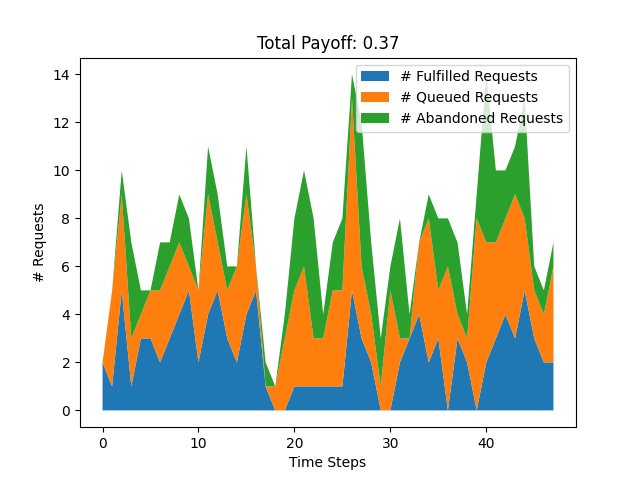 Total Payoff: 0.37
# Fulfilled Requests
# Queued Requests
# Abandoned Requests
# Requests
14
12
10
8
6
4
2
0
0 10 20 30 40
Time Steps